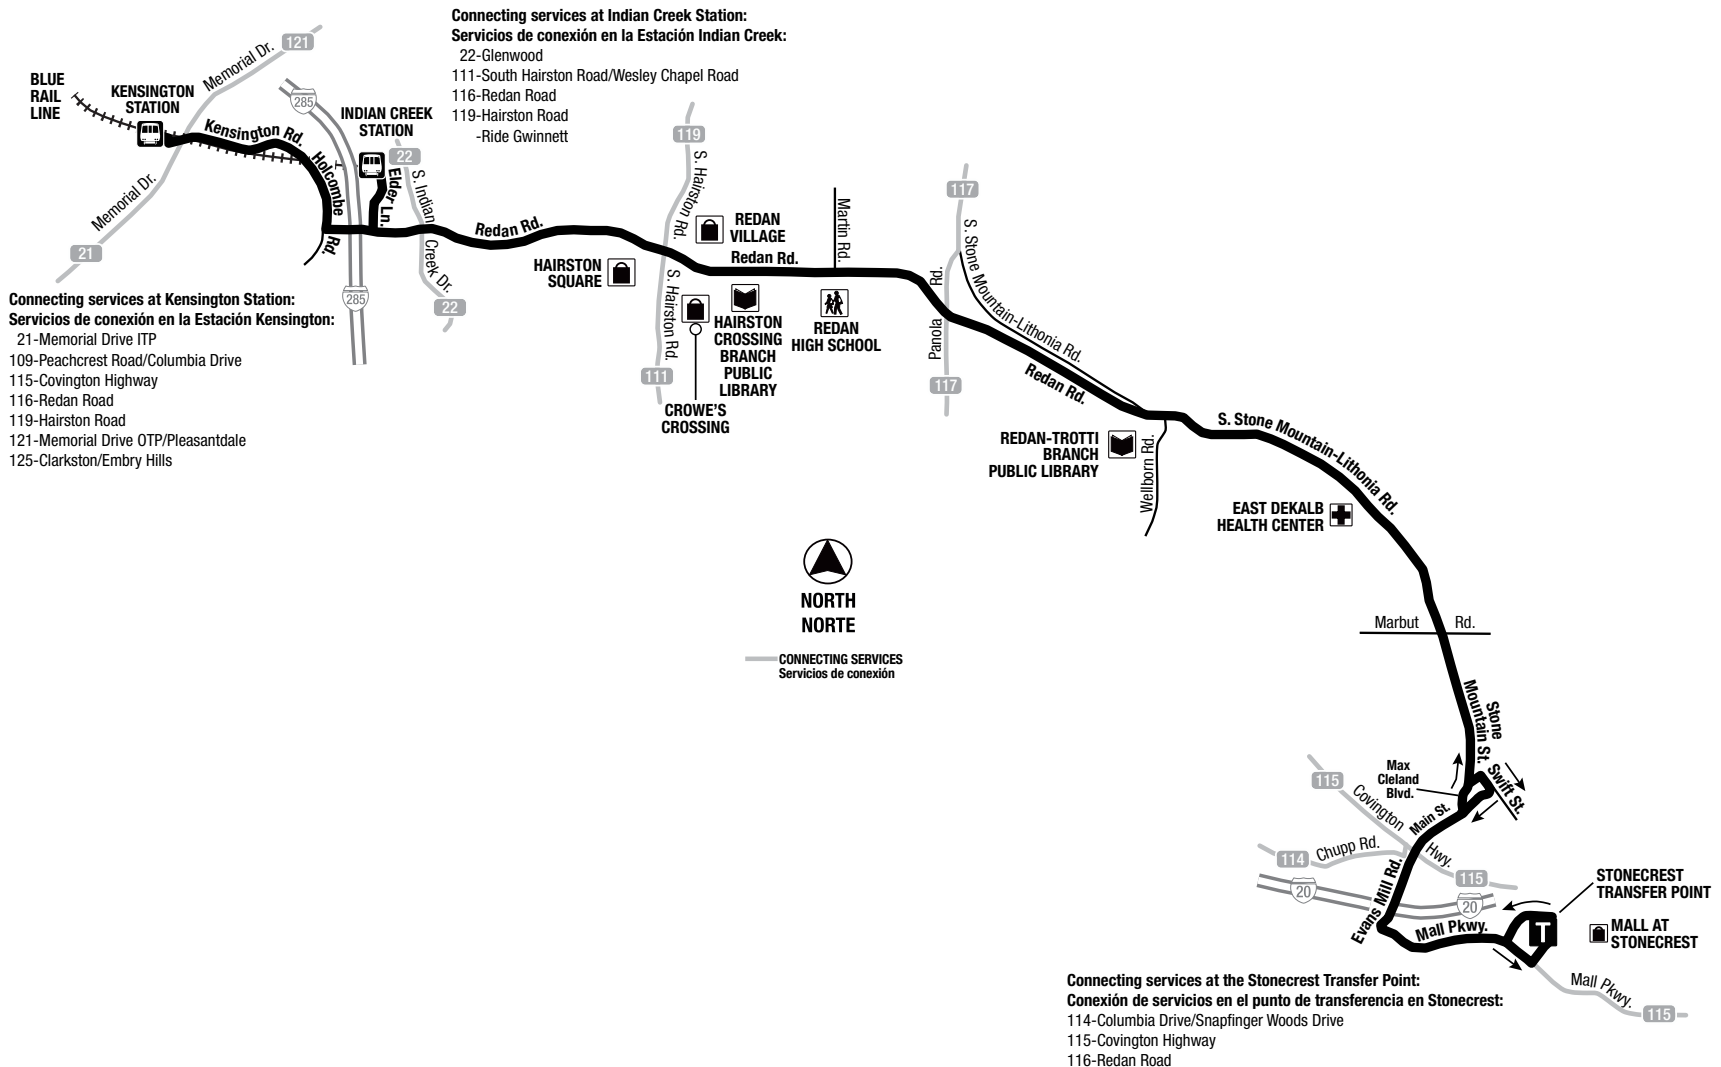 Connecting services at Indian Creek Station:
Servicios de conexión en la Estación Indian Creek:
22-Glenwood
111-South Hairston Road/Wesley Chapel Road
116-Redan Road
119-Hairston Road
-Ride Gwinnett
Memorial Dr.
121
BLUE
RAIL
LINE
KENSINGTON
STATION
285
Kensington Rd.
INDIAN CREEK
STATION
22
Holcombe
Rd.
Elder Ln.
S. Indian
Creek Dr.
22
Memorial Dr.
21
285
Redan Rd.
119
S. Hairston Rd.
REDAN
VILLAGE
HAIRSTON
SQUARE
Redan Rd.
Martin Rd.
S. Hairston Rd.
111
CROWE'S
CROSSING
HAIRSTON
CROSSING
BRANCH
PUBLIC
LIBRARY
REDAN
HIGH SCHOOL
117
S. Stone Mountain-Lithonia Rd.
Panola
Rd.
117
Redan Rd.
Connecting services at Kensington Station:
Servicios de conexión en la Estación Kensington:
21-Memorial Drive ITP
109-Peachcrest Road/Columbia Drive
115-Covington Highway
116-Redan Road
119-Hairston Road
121-Memorial Drive OTP/Pleasantdale
125-Clarkston/Embry Hills
REDAN-TROTTI
BRANCH
PUBLIC LIBRARY
Wellborn Rd.
S. Stone Mountain-Lithonia Rd.
EAST DEKALB
HEALTH CENTER
NORTH
NORTE
CONNECTING SERVICES
Servicios de conexión
Marbut
Rd.
Stone
Mountain St.
Max
Cleland
Blvd.
Swift St.
115
Covington
Hwy.
Main St.
114
Chupp Rd.
115
20
20
Evans Mill Rd.
Mall Pkwy.
STONECREST
TRANSFER POINT
T
MALL AT
STONECREST
Mall Pkwy.
115
Connecting services at the Stonecrest Transfer Point:
Conexión de servicios en el punto de transferencia en Stonecrest:
114-Columbia Drive/Snapfinger Woods Drive
115-Covington Highway
116-Redan Road